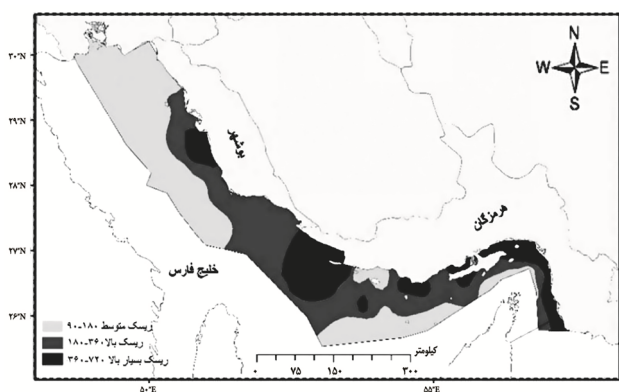 N
W E
S
۳۰°N
۲۹°N
بوشهر
۲۸°N
هرمزگان
۲۳°N
خلیج فارس
۲۶°N
ریسک متوسط ۱۸۰-۹۰
ریسک بالا ۳۶۰-۱۸۰
ریسک بسیار بالا ۷۲۰-۳۶۰
کیلومتر
۰ ۷۵ ۱۵۰ ۳۰۰
۵۰°E ۵۵°E